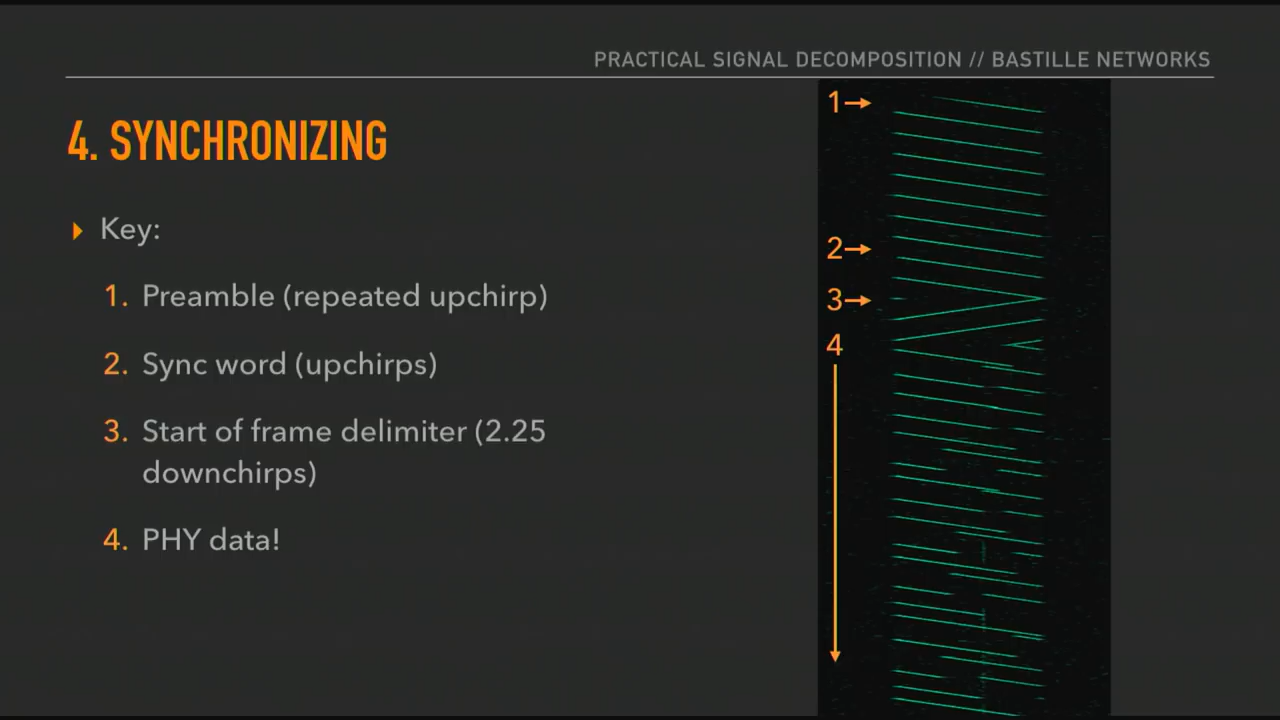 PRACTICAL SIGNAL DECOMPOSITION // BASTILLE NETWORKS
4. SYNCHRONIZING
Key:
1. Preamble (repeated upchirp)
2. Sync word (upchirps)
3. Start of frame delimiter (2.25
downchirps)
4. PHY data!
1
2
3
4